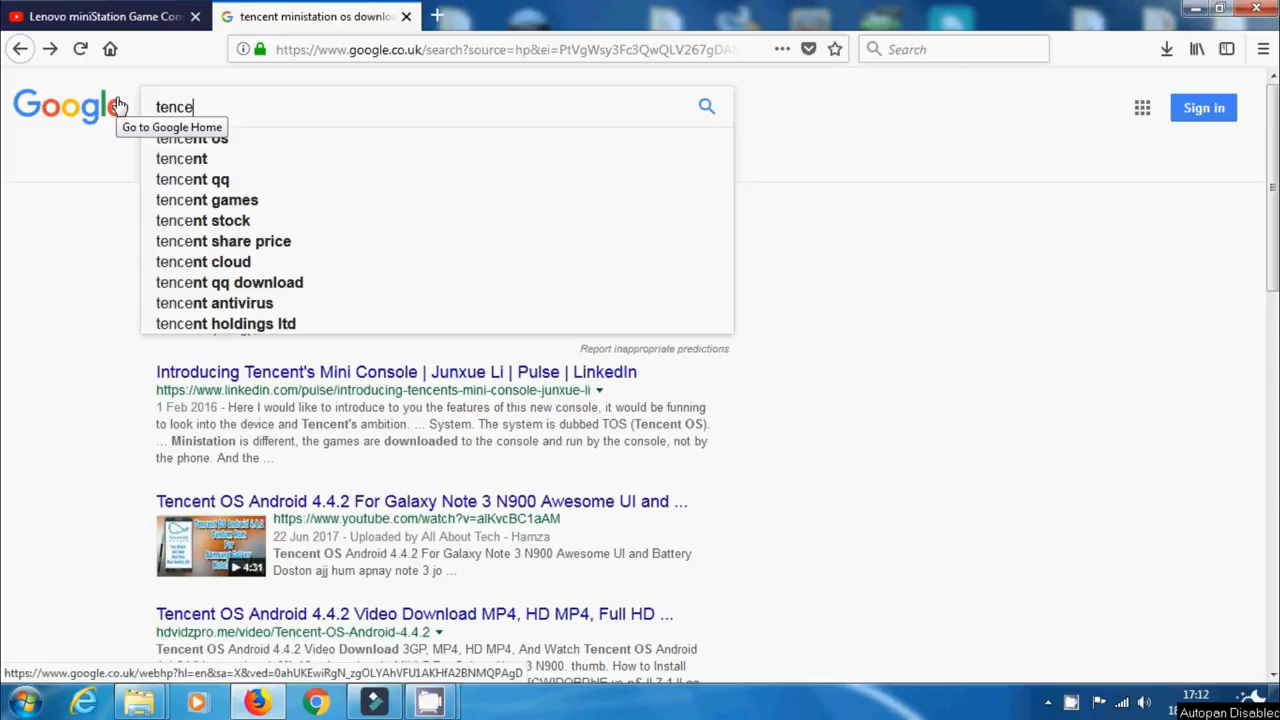 Lenovo miniStation Game Con
tencent ministation os downlo
https://www.google.co.uk/search?source=hp&ei=PtVgWsy3Fc3QwQLV267gDA
Search
Google
tence
Sign in
Go to Google Home
tencent os
tencent
tencent qq
tencent games
tencent stock
tencent share price
tencent cloud
tencent qq download
tencent antivirus
tencent holdings ltd
Report inappropriate predictions
Introducing Tencent's Mini Console | Junxue Li | Pulse | LinkedIn
https://www.linkedin.com/pulse/introducing-tencents-mini-console-junxue-li
1 Feb 2016 - Here I would like to introduce to you the features of this new console, it would be funning
to look into the device and Tencent's ambition. ... System. The system is dubbed TOS (Tencent OS).
... Ministation is different, the games are downloaded to the console and run by the console, not by
the phone. And the ...
Tencent OS Android 4.4.2 For Galaxy Note 3 N900 Awesome UI and ...
https://www.youtube.com/watch?v=alKvcBC1aAM
22 Jun 2017 - Uploaded by All About Tech - Hamza
Tencent OS Android 4.4.2 For Galaxy Note 3 N900 Awesome UI and Battery
Doston ajj hum apnay note 3 jo ...
4:31
Tencent OS Android 4.4.2 Video Download MP4, HD MP4, Full HD ...
hdvidzpro.me/video/Tencent-OS-Android-4.4.2
Tencent OS Android 4.4.2 Video Download 3GP, MP4, HD MP4, And Watch Tencent OS Android
N900. thumb. How to Install
https://www.google.co.uk/webhp?hl=en&sa=X&ved=0ahUKEwiRgN_zgOLYAhVFU1AKHfA2BNMQPAgD
17:12
Autopan Disabled